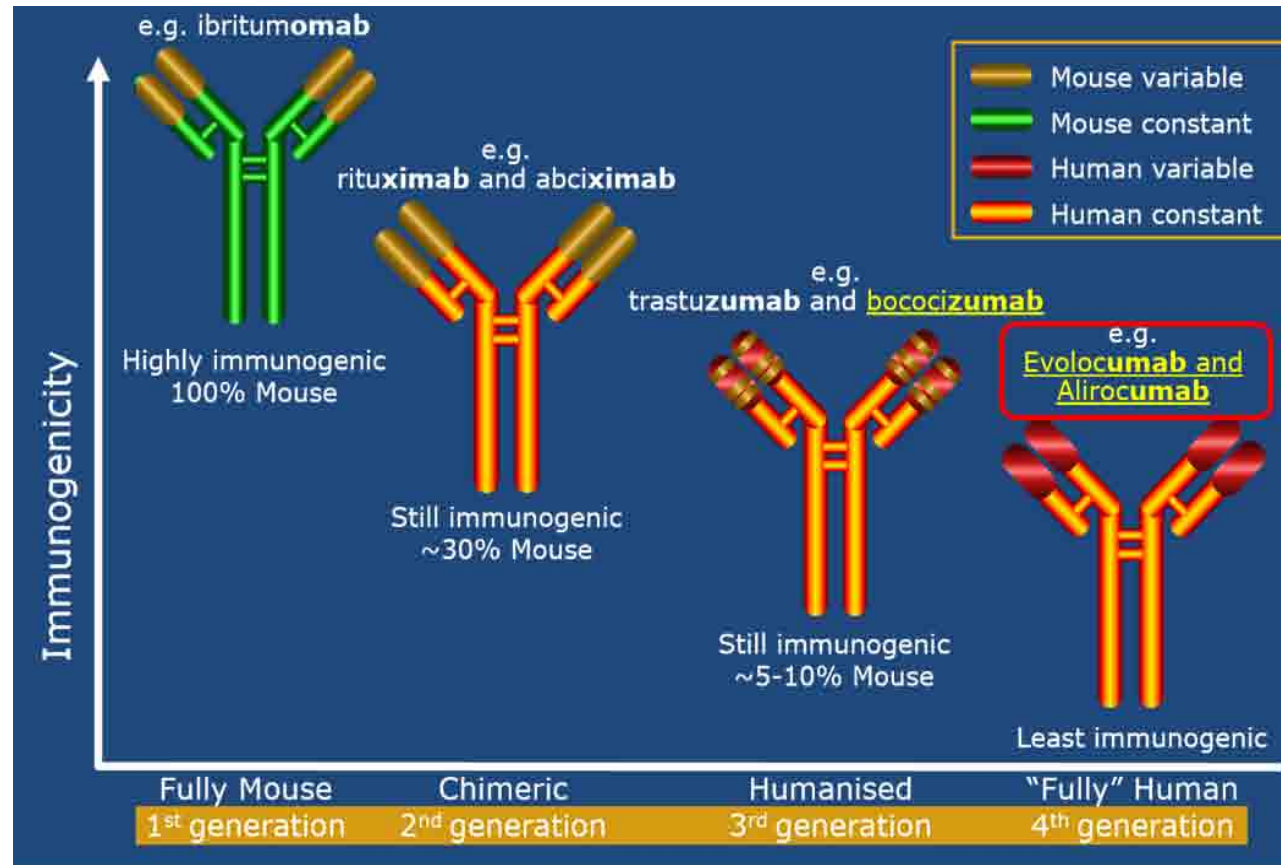 e.g. ibritumomab
Mouse variable
Mouse constant
Human variable
Human constant
e.g.
rituximab and abciximab
e.g.
trastuzumab and bococizumab
e.g.
Evolocumab and
Alirocumab
Immunogenicity
Highly immunogenic
100% Mouse
Still immunogenic
~30% Mouse
Still immunogenic
~5-10% Mouse
Least immunogenic
Fully Mouse
Chimeric
Humanised
“Fully” Human
1st generation
2nd generation
3rd generation
4th generation